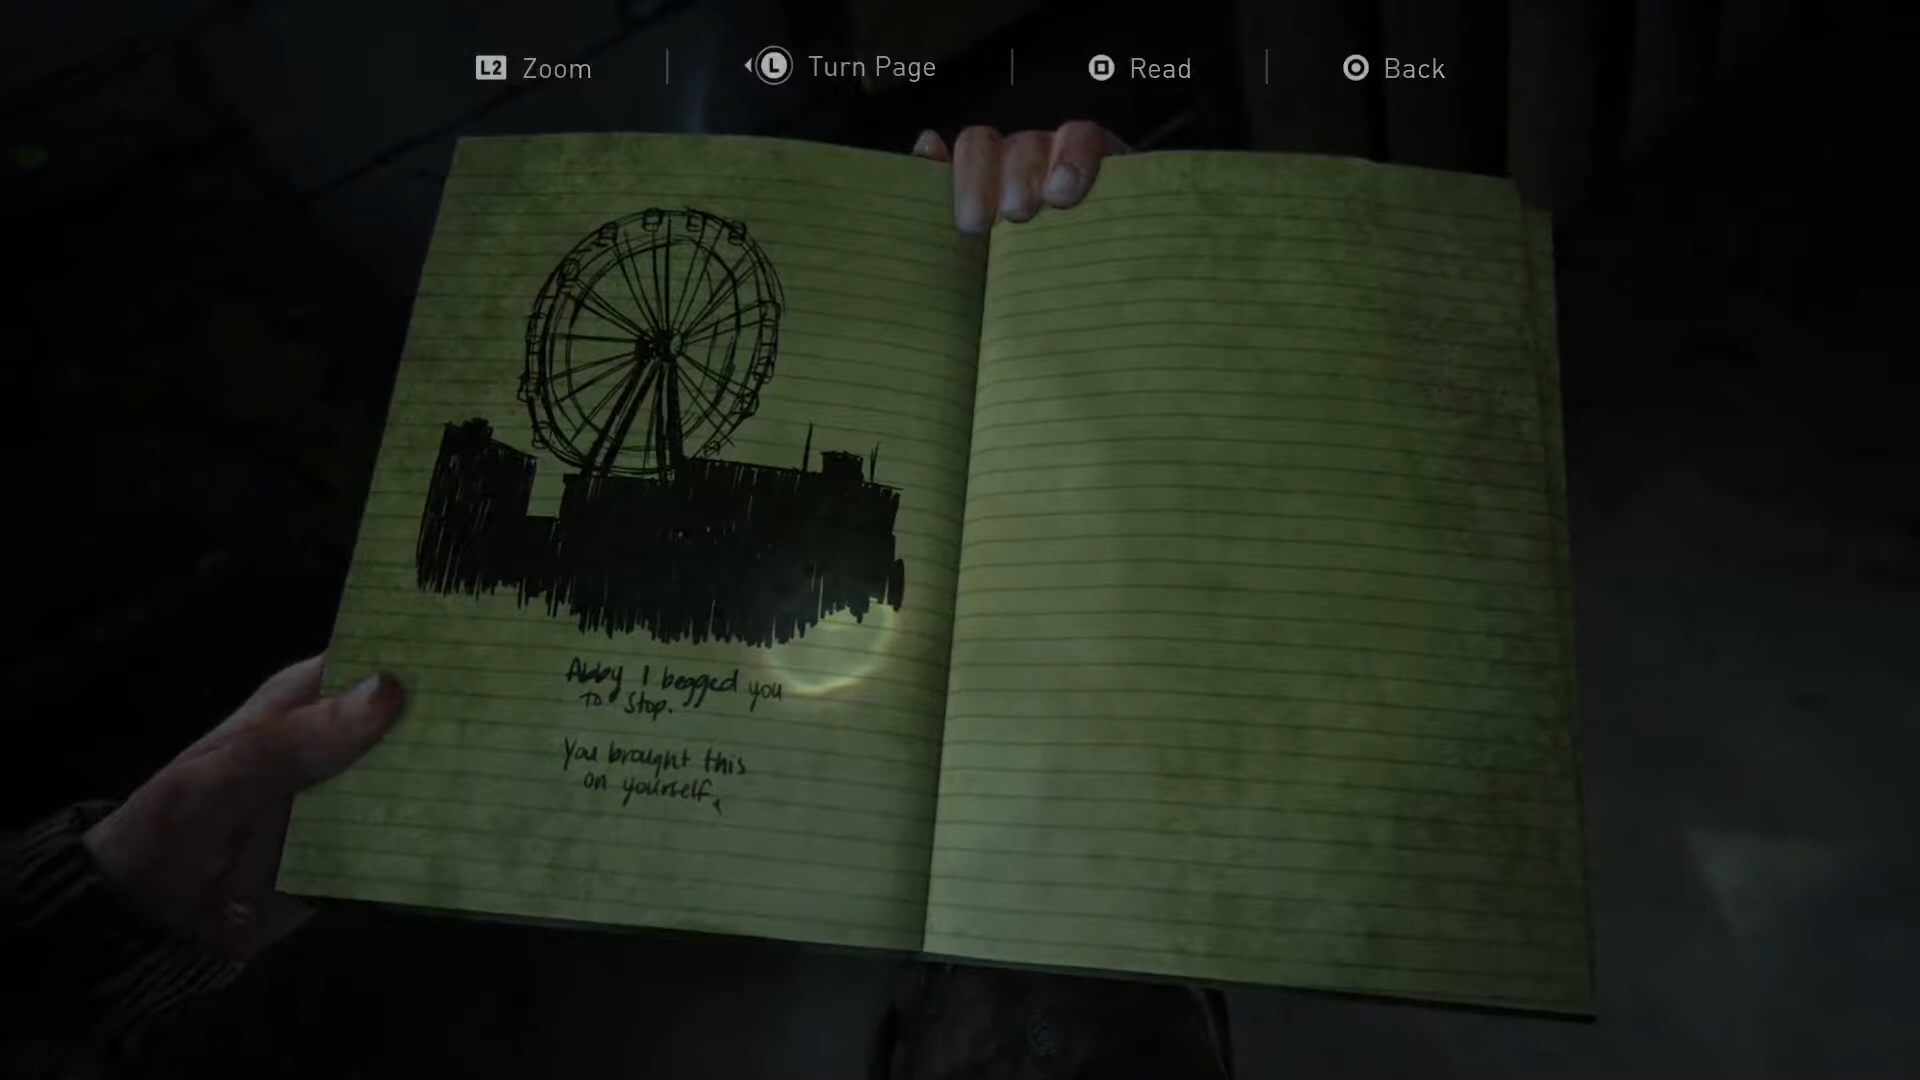 L2 Zoom
L Turn Page
Read
Back
Abby I begged you
To Stop.
You brought this
on yourself.